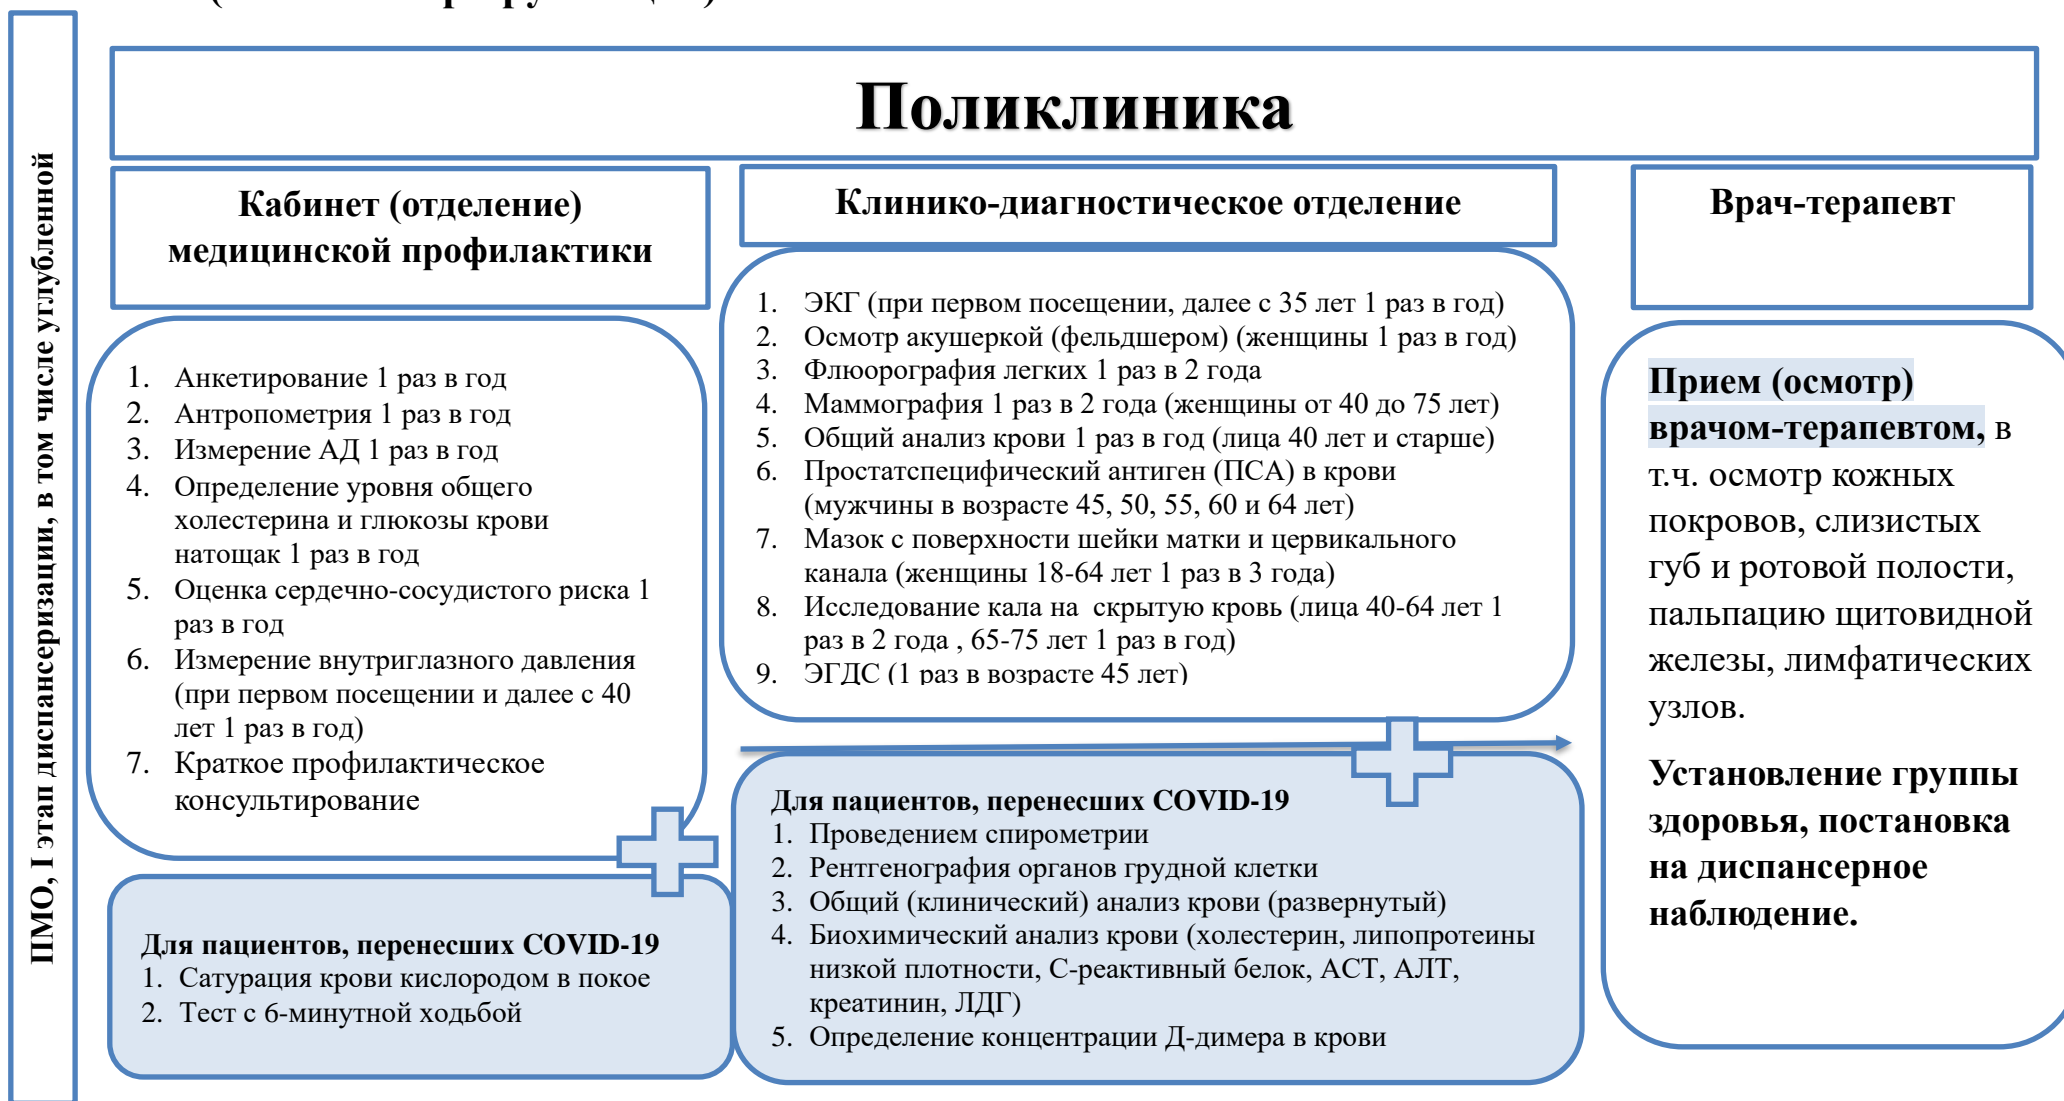 ПМО, I этап диспансеризации, в том числе углубленной
Поликлиника
Кабинет (отделение)
медицинской профилактики
1. Анкетирование 1 раз в год
2. Антропометрия 1 раз в год
3. Измерение АД 1 раз в год
4. Определение уровня общего
холестерина и глюкозы крови
натощак 1 раз в год
5. Оценка сердечно-сосудистого риска 1
раз в год
6. Измерение внутриглазного давления
(при первом посещении и далее с 40
лет 1 раз в год)
7. Краткое профилактическое
консультирование
Для пациентов, перенесших COVID-19
1. Сатурация крови кислородом в покое
2. Тест с 6-минутной ходьбой
Клинико-диагностическое отделение
1. ЭКГ (при первом посещении, далее с 35 лет 1 раз в год)
2. Осмотр акушеркой (фельдшером) (женщины 1 раз в год)
3. Флюорография легких 1 раз в 2 года
4. Маммография 1 раз в 2 года (женщины от 40 до 75 лет)
5. Общий анализ крови 1 раз в год (лица 40 лет и старше)
6. Простатспецифический антиген (ПСА) в крови
(мужчины в возрасте 45, 50, 55, 60 и 64 лет)
7. Мазок с поверхности шейки матки и цервикального
канала (женщины 18-64 лет 1 раз в 3 года)
8. Исследование кала на скрытую кровь (лица 40-64 лет 1
раз в 2 года , 65-75 лет 1 раз в год)
9. ЭГДС (1 раз в возрасте 45 лет)
Для пациентов, перенесших COVID-19
1. Проведением спирометрии
2. Рентгенография органов грудной клетки
3. Общий (клинический) анализ крови (развернутый)
4. Биохимический анализ крови (холестерин, липопротеины
низкой плотности, С-реактивный белок, АСТ, АЛТ,
креатинин, ЛДГ)
5. Определение концентрации Д-димера в крови
Врач-терапевт
Прием (осмотр)
врачом-терапевтом, в
т.ч. осмотр кожных
покровов, слизистых
губ и ротовой полости,
пальпацию щитовидной
железы, лимфатических
узлов.
Установление группы
здоровья, постановка
на диспансерное
наблюдение.